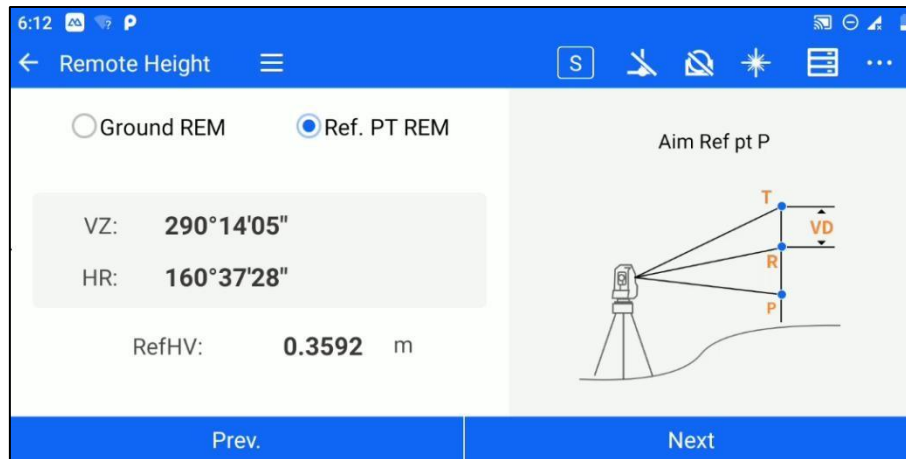 6:12
Remote Height
S
Ground REM
Ref. PT REM
VZ: 290°14'05"
HR: 160°37'28"
RefHV: 0.3592 m
Aim Ref pt P
T
VD
R
P
Prev.
Next